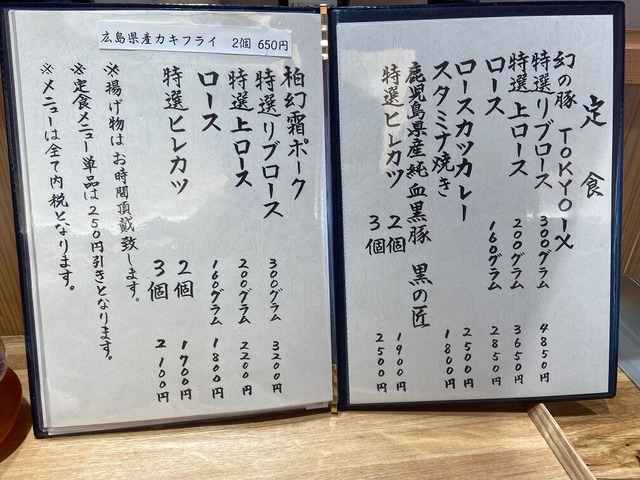 定食
幻の豚 TOKYO-X
特選リブロース 300グラム 4850円
特選上ロース 200グラム 3650円
ロース 160グラム 2850円
ロースカツカレー 2500円
スタミナ焼き 1800円
鹿児島県産純血黒豚 黒の匠
特選ヒレカツ 2個 1900円
3個 2500円
広島県産カキフライ 2個 650円
柏幻霜ポーク
特選リブロース 300グラム 3200円
特選上ロース 200グラム 2200円
ロース 160グラム 1800円
特選ヒレカツ 2個 1700円
3個 2100円
※揚げ物はお時間頂戴致します。
※定食メニュー単品は250円引きとなります。
※メニューは全て内税となります。